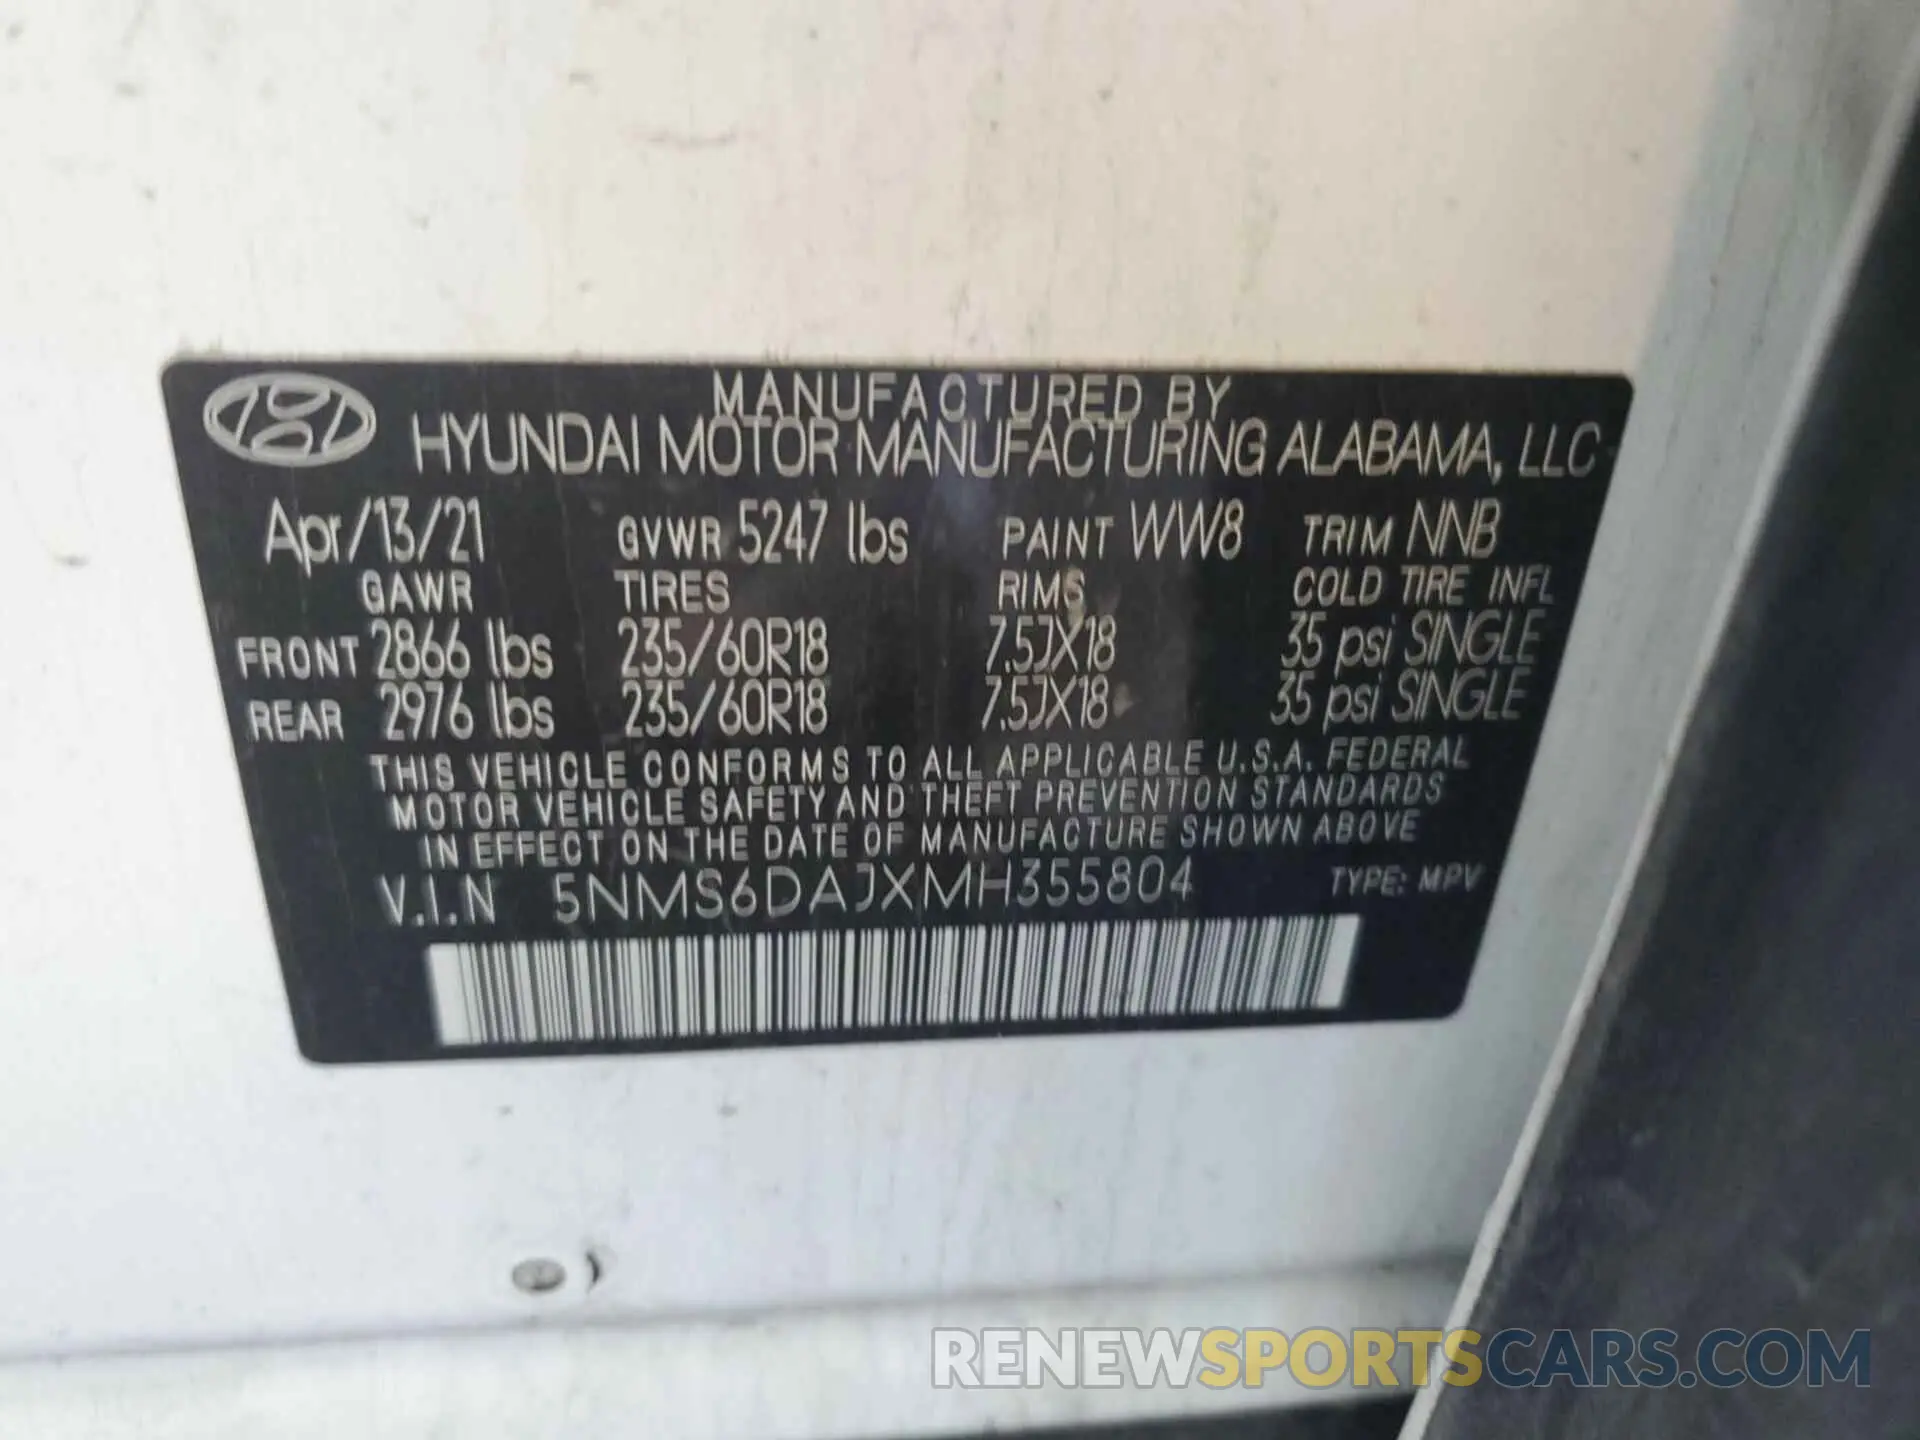 MANUFACTURED BY
HYUNDAI MOTOR MANUFACTURING ALABAMA, LLC
Apr/13/21 GVWR 5247 lbs PAINT WW8 TRIM NNB
GAWR TIRES RIMS COLD TIRE INFL
FRONT 2866 lbs 235/60R18 7.5JX18 35 psi SINGLE
REAR 2976 lbs 235/60R18 7.5JX18 35 psi SINGLE
THIS VEHICLE CONFORMS TO ALL APPLICABLE U.S.A. FEDERAL
MOTOR VEHICLE SAFETY AND THEFT PREVENTION STANDARDS
IN EFFECT ON THE DATE OF MANUFACTURE SHOWN ABOVE
V.I.N 5NMS6DAJXMH355804 TYPE: MPV
RENEWSPORTSCARS.COM